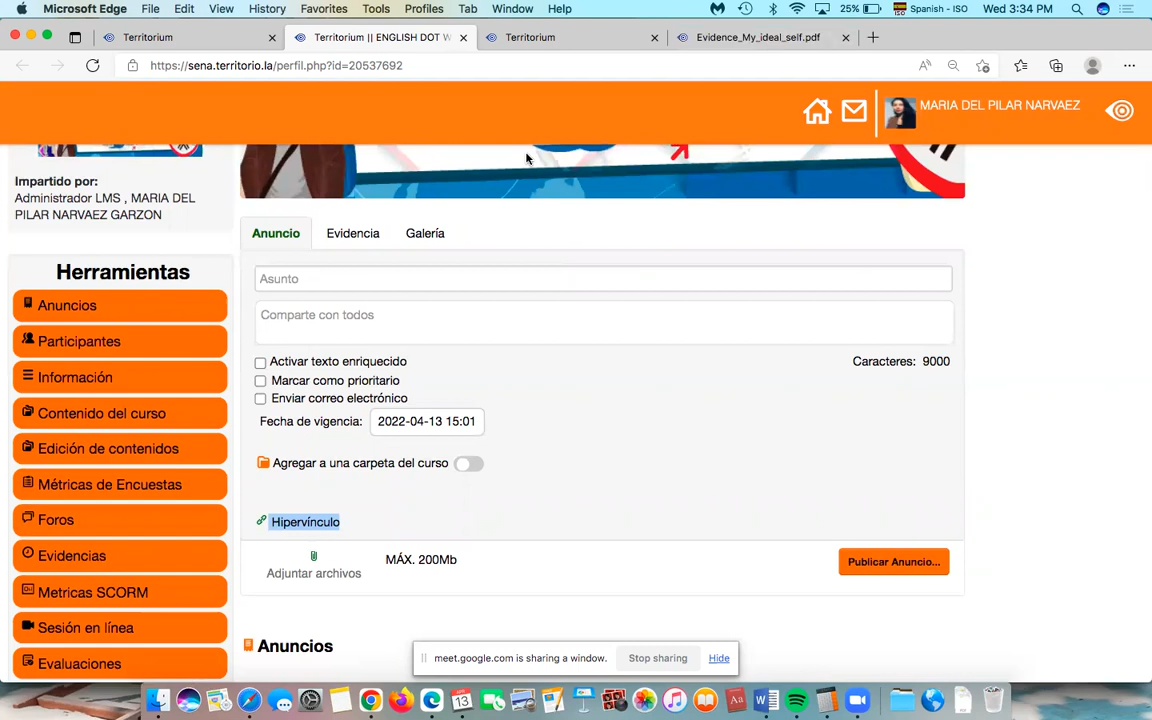 Microsoft Edge File Edit View History Favorites Tools Profiles Tab Window Help 25% Spanish - ISO Wed 3:34 PM
Territorium Territorium || ENGLISH DOT W Territorium Evidence_My_ideal_self.pdf
https://sena.territorio.la/perfil.php?id=20537692
MARIA DEL PILAR NARVAEZ
Impartido por:
Administrador LMS , MARIA DEL
PILAR NARVAEZ GARZON
Herramientas
Anuncios
Participantes
Información
Contenido del curso
Edición de contenidos
Métricas de Encuestas
Foros
Evidencias
Metricas SCORM
Sesión en línea
Evaluaciones
Anuncio Evidencia Galería
Asunto
Comparte con todos
Activar texto enriquecido Caracteres: 9000
Marcar como prioritario
Enviar correo electrónico
Fecha de vigencia: 2022-04-13 15:01
Agregar a una carpeta del curso
Hipervínculo
Adjuntar archivos MÁX. 200Mb Publicar Anuncio...
Anuncios
meet.google.com is sharing a window. Stop sharing Hide